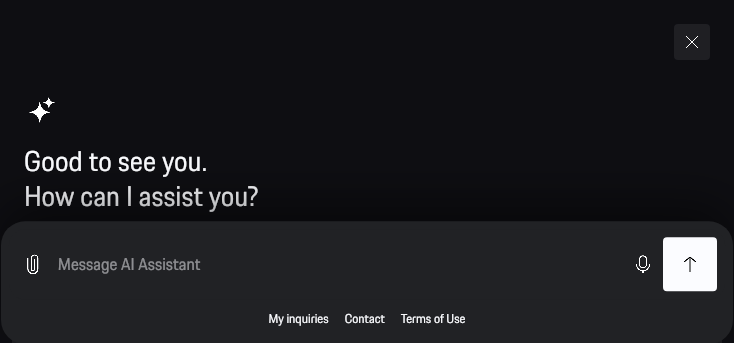 Good to see you.
How can I assist you?
Message AI Assistant
My inquiries Contact Terms of Use